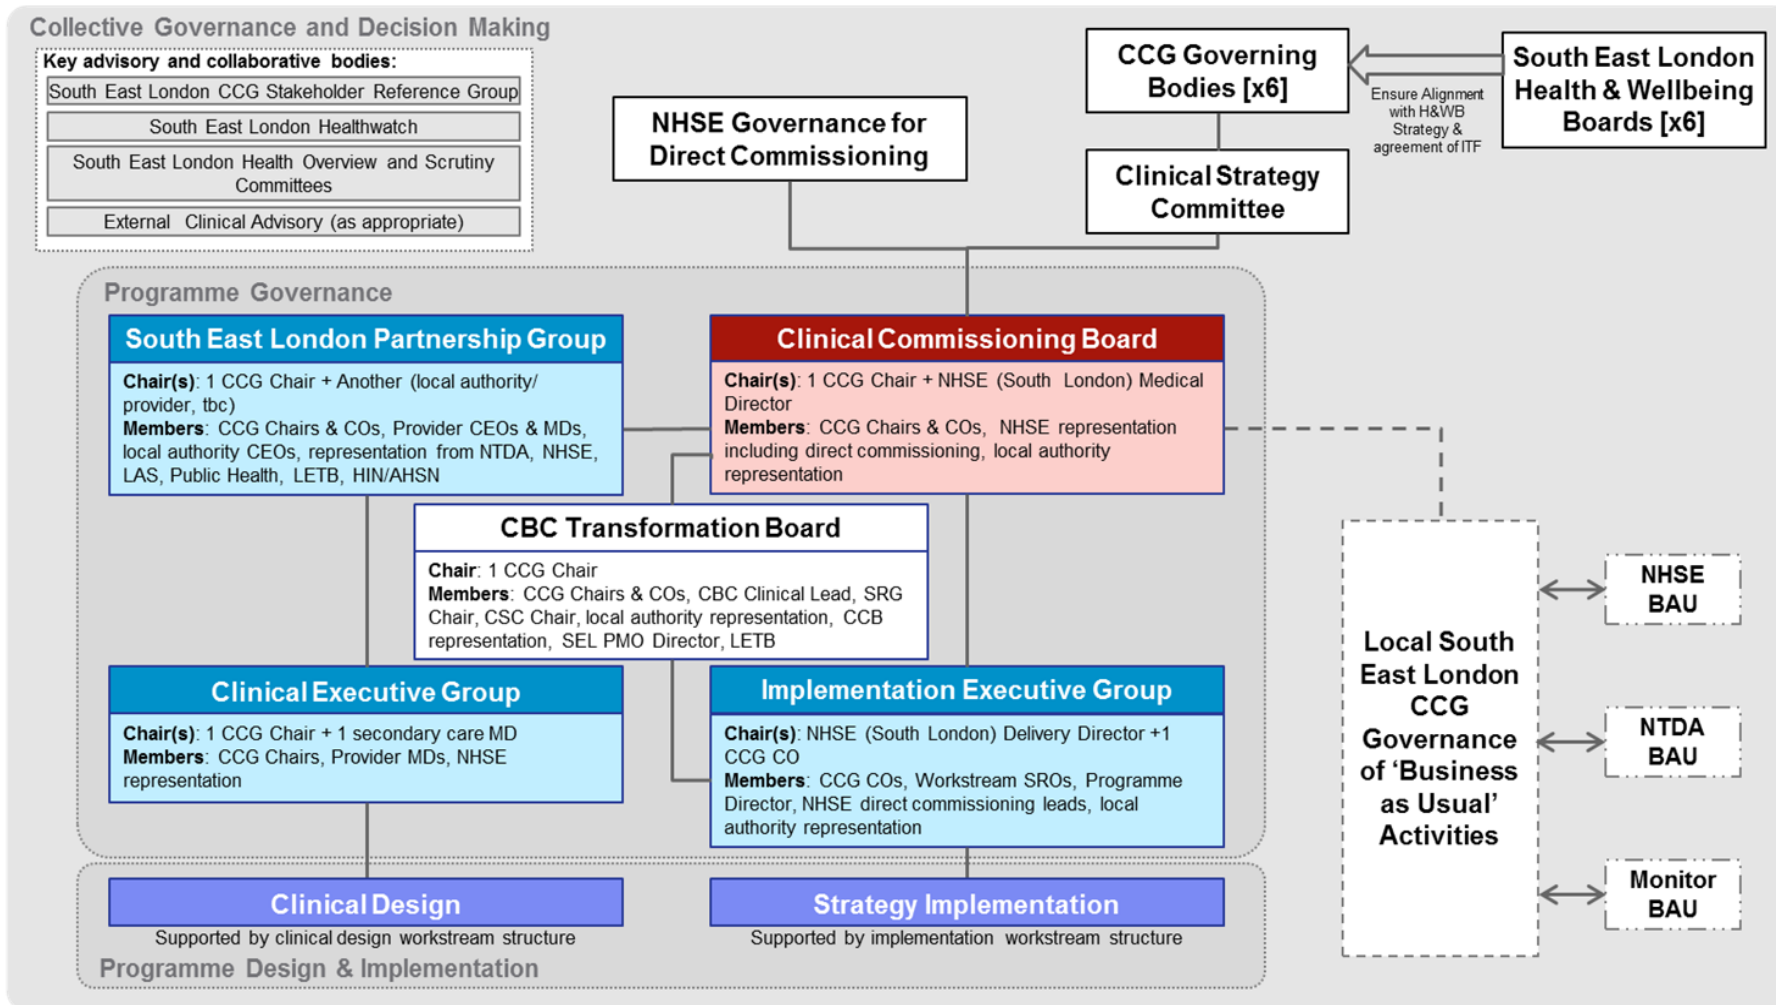 Collective Governance and Decision Making
Key advisory and collaborative bodies:
South East London CCG Stakeholder Reference Group
South East London Healthwatch
South East London Health Overview and Scrutiny
Committees
External Clinical Advisory (as appropriate)
NHSE Governance for
Direct Commissioning
CCG Governing
Bodies [x6]
Ensure Alignment
with H&WB
Strategy &
agreement of ITF
South East London
Health & Wellbeing
Boards [x6]
Clinical Strategy
Committee
Programme Governance
South East London Partnership Group
Chair(s): 1 CCG Chair + Another (local authority/
provider, tbc)
Members: CCG Chairs & COs, Provider CEOs & MDs,
local authority CEOs, representation from NTDA, NHSE,
LAS, Public Health, LETB, HIN/AHSN
Clinical Commissioning Board
Chair(s): 1 CCG Chair + NHSE (South London) Medical
Director
Members: CCG Chairs & COs, NHSE representation
including direct commissioning, local authority
representation
CBC Transformation Board
Chair: 1 CCG Chair
Members: CCG Chairs & COs, CBC Clinical Lead, SRG
Chair, CSC Chair, local authority representation, CCB
representation, SEL PMO Director, LETB
Clinical Executive Group
Chair(s): 1 CCG Chair + 1 secondary care MD
Members: CCG Chairs, Provider MDs, NHSE
representation
Implementation Executive Group
Chair(s): NHSE (South London) Delivery Director +1
CCG CO
Members: CCG COs, Workstream SROs, Programme
Director, NHSE direct commissioning leads, local
authority representation
Local South
East London
CCG
Governance
of ‘Business
as Usual’
Activities
NHSE
BAU
NTDA
BAU
Monitor
BAU
Clinical Design
Supported by clinical design workstream structure
Strategy Implementation
Supported by implementation workstream structure
Programme Design & Implementation